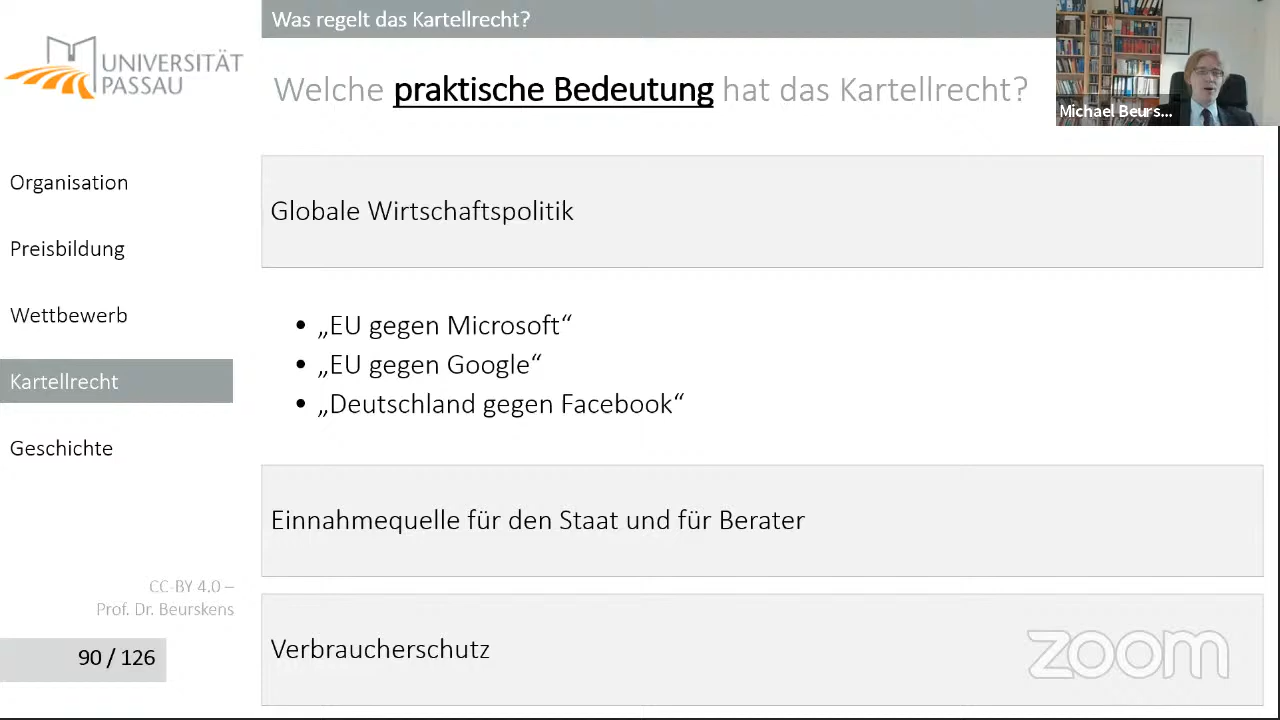 Was regelt das Kartellrecht?
UNIVERSITÄT
PASSAU
Welche praktische Bedeutung hat das Kartellrecht?
Michael Beurs...
Organisation
Preisbildung
Wettbewerb
Kartellrecht
Geschichte
Globale Wirtschaftspolitik
• „EU gegen Microsoft“
• „EU gegen Google“
• „Deutschland gegen Facebook“
Einnahmequelle für den Staat und für Berater
Verbraucherschutz
CC-BY 4.0 –
Prof. Dr. Beurskens
90 / 126
zoom